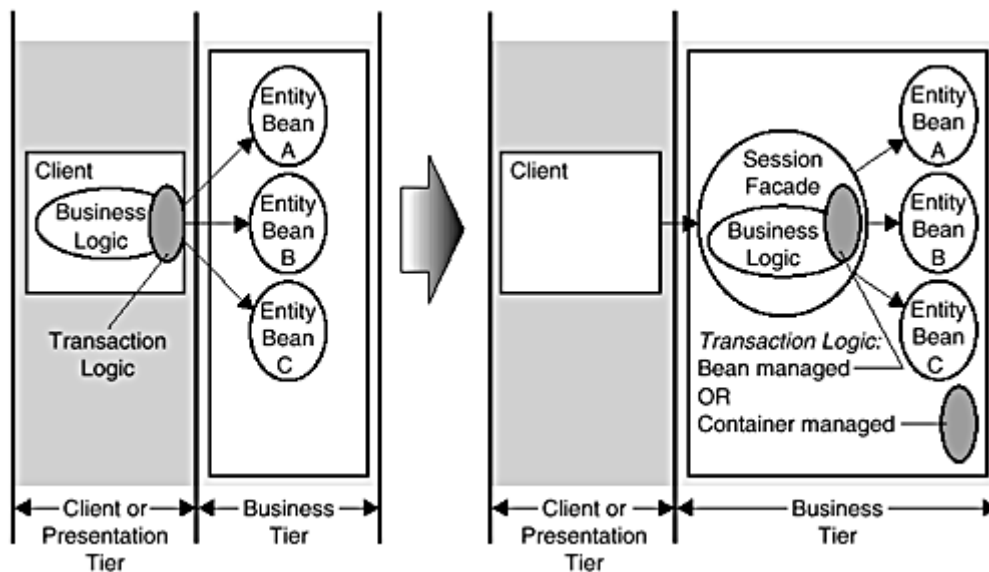 Entity
Bean
A
Client
Business
Logic
Entity
Bean
B
Entity
Bean
C
Transaction
Logic
Client or
Presentation
Tier
Business
Tier
Entity
Bean
A
Client
Session
Facade
Business
Logic
Entity
Bean
B
Entity
Bean
C
Transaction Logic:
Bean managed
OR
Container managed
Client or
Presentation
Tier
Business
Tier